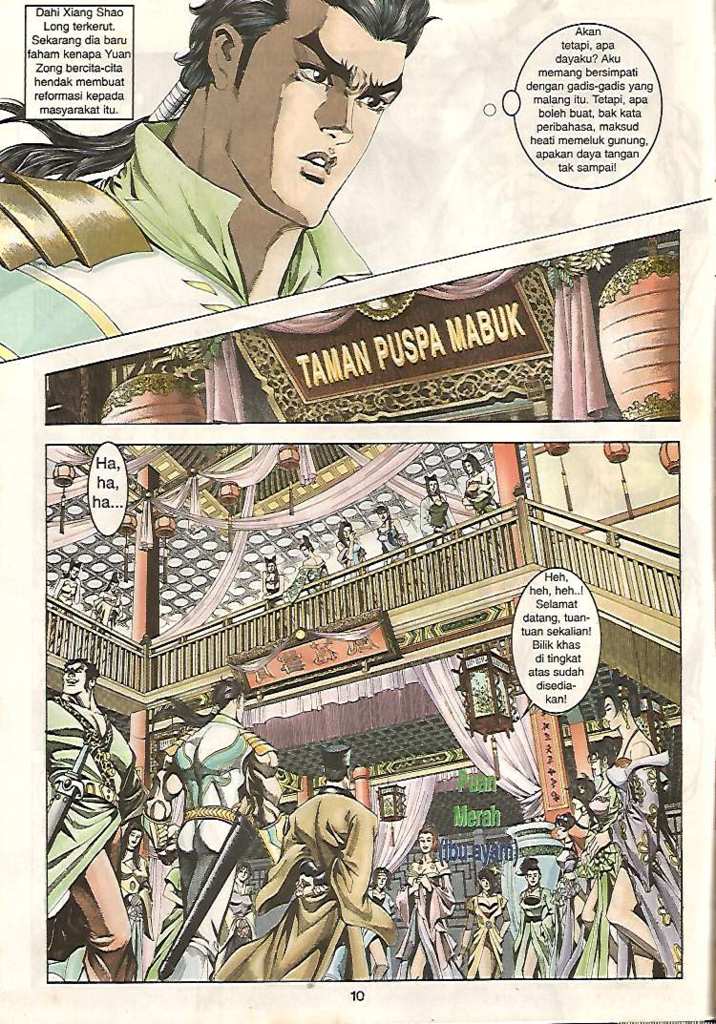 Dahi Xiang Shao
Long terkerut.
Sekarang dia baru
faham kenapa Yuan
Zong bercita-cita
hendak membuat
reformasi kepada
masyarakat itu.
Akan
tetapi, apa
dayaku? Aku
memang bersimpati
dengan gadis-gadis yang
malang itu. Tetapi, apa
boleh buat, bak kata
peribahasa, maksud
heati memeluk gunung,
apakan daya tangan
tak sampai!
TAMAN PUSPA MABUK
Ha,
ha,
ha...
Heh,
heh, heh..!
Selamat
datang, tuan-
tuan sekalian!
Bilik khas
di tingkat
atas sudah
disedia-
kan!
Puan
Merah
(Ibu ayam)
10